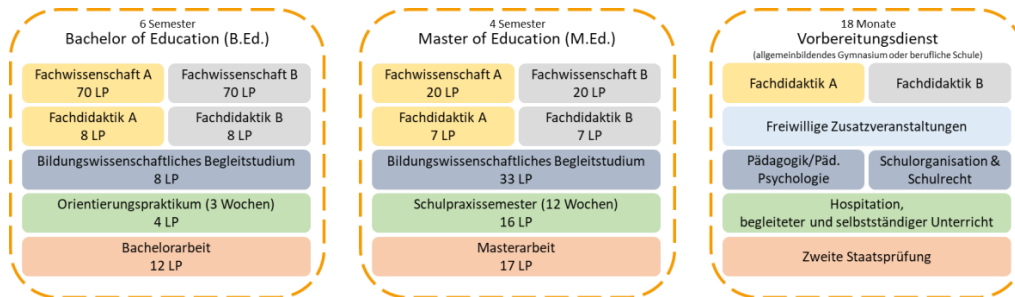 6 Semester
Bachelor of Education (B.Ed.)
Fachwissenschaft A
70 LP
Fachwissenschaft B
70 LP
Fachdidaktik A
8 LP
Fachdidaktik B
8 LP
Bildungswissenschaftliches Begleitstudium
8 LP
Orientierungspraktikum (3 Wochen)
4 LP
Bachelorarbeit
12 LP
4 Semester
Master of Education (M.Ed.)
Fachwissenschaft A
20 LP
Fachwissenschaft B
20 LP
Fachdidaktik A
7 LP
Fachdidaktik B
7 LP
Bildungswissenschaftliches Begleitstudium
33 LP
Schulpraxissemester (12 Wochen)
16 LP
Masterarbeit
17 LP
18 Monate
Vorbereitungsdienst
(allgemeinbildendes Gymnasium oder berufliche Schule)
Fachdidaktik A
Fachdidaktik B
Freiwillige Zusatzveranstaltungen
Pädagogik/Päd.
Psychologie
Schulorganisation &
Schulrecht
Hospitation,
begleiteter und selbstständiger Unterricht
Zweite Staatsprüfung